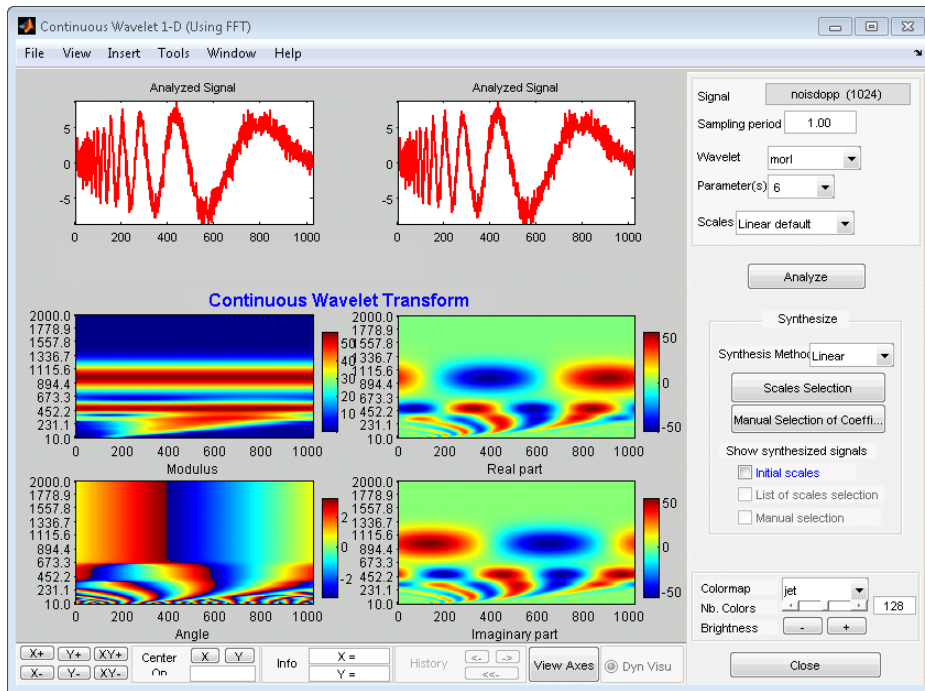 Continuous Wavelet 1-D (Using FFT)
File View Insert Tools Window Help
Analyzed Signal
5
0
-5
0 200 400 600 800 1000
Analyzed Signal
5
0
-5
0 200 400 600 800 1000
Continuous Wavelet Transform
2000.0
1778.9
1557.8
1336.7
1115.6
894.4
673.3
452.2
231.1
10.0
0 200 400 600 800 1000
Modulus
50
40
30
20
10
2000.0
1778.9
1557.8
1336.7
1115.6
894.4
673.3
452.2
231.1
10.0
0 200 400 600 800 1000
Real part
50
0
-50
2000.0
1778.9
1557.8
1336.7
1115.6
894.4
673.3
452.2
231.1
10.0
0 200 400 600 800 1000
Angle
2
0
-2
2000.0
1778.9
1557.8
1336.7
1115.6
894.4
673.3
452.2
231.1
10.0
0 200 400 600 800 1000
Imaginary part
50
0
-50
Signal noisdopp (1024)
Sampling period 1.00
Wavelet morl
Parameter(s) 6
Scales Linear default
Analyze
Synthesize
Synthesis Method Linear
Scales Selection
Manual Selection of Coeffi...
Show synthesized signals
Initial scales
List of scales selection
Manual selection
Colormap jet
Nb. Colors 128
Brightness - +
Close
X+ Y+ XY+
X- Y- XY-
Center On X Y
Info X =
Y =
History <- ->
<<-
View Axes
Dyn Visu